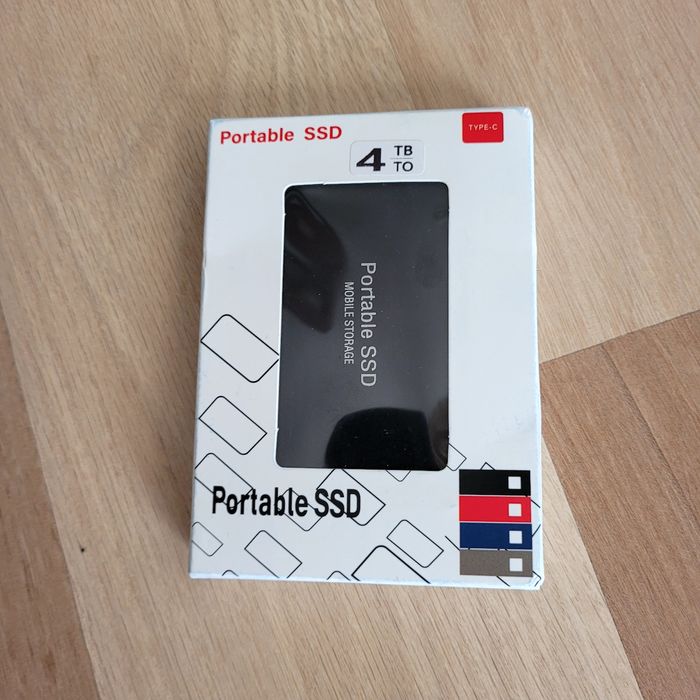 Portable SSD
TYPE-C
4 TB
TO
Portable SSD
MOBILE STORAGE
Portable SSD